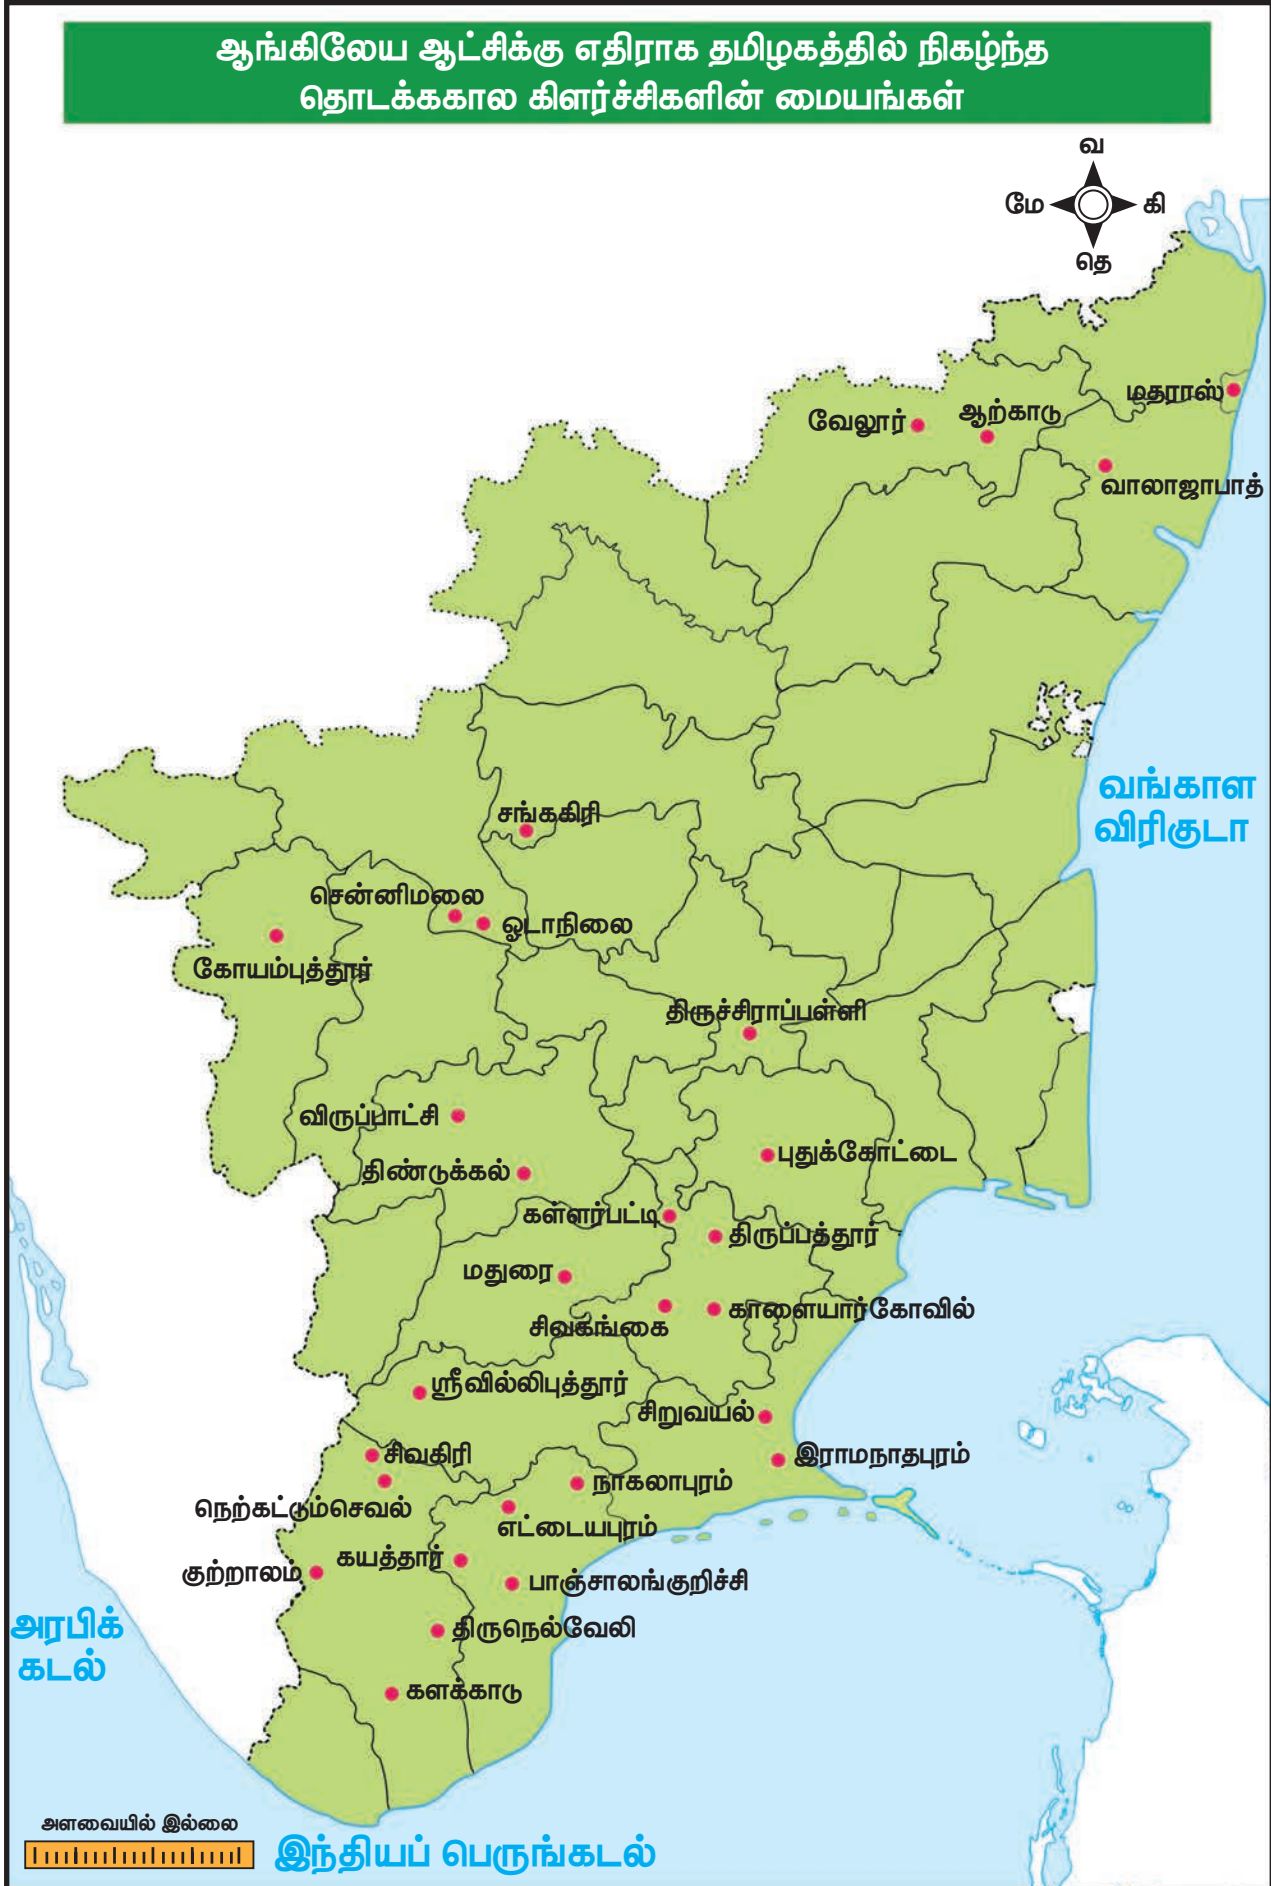 ஆங்கிலேய ஆட்சிக்கு எதிராக தமிழகத்தில் நிகழ்ந்த
தொடக்ககால கிளர்ச்சிகளின் மையங்கள்
வ
மே
கி
தெ
மதராஸ்
வேலூர்
ஆற்காடு
வாலாஜாபாத்
வங்காள
விரிகுடா
சங்ககிரி
சென்னிமலை
ஓடாநிலை
கோயம்புத்தூர்
திருச்சிராப்பள்ளி
விருப்பாட்சி
புதுக்கோட்டை
திண்டுக்கல்
கள்ளர்பட்டி
திருப்பத்தூர்
மதுரை
காளையார்கோவில்
சிவகங்கை
ஸ்ரீவில்லிபுத்தூர்
சிறுவயல்
சிவகிரி
இராமநாதபுரம்
நாகலாபுரம்
நெற்கட்டும்செவல்
எட்டையபுரம்
கயத்தார்
குற்றாலம்
பாஞ்சாலங்குறிச்சி
அரபிக்
கடல்
திருநெல்வேலி
களக்காடு
அளவையில் இல்லை
இந்தியப் பெருங்கடல்